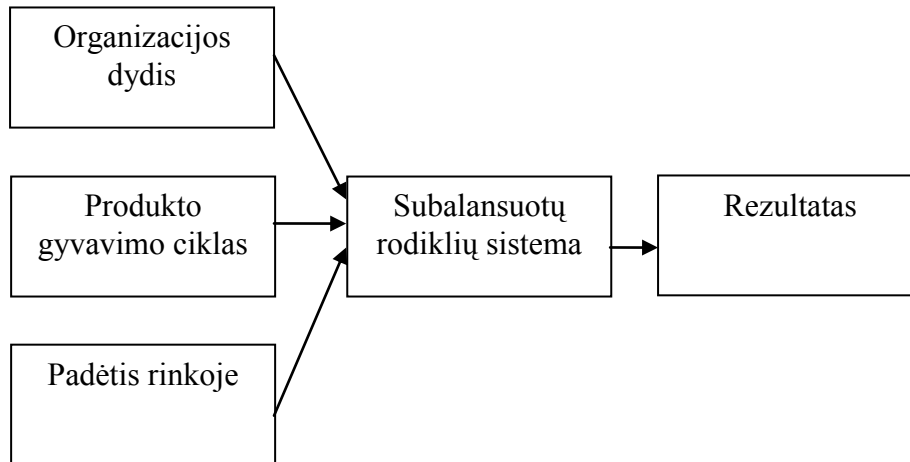 Organizacijos
dydis
Produkto
gyvavimo ciklas
Padėtis rinkoje
Subalansuotų
rodiklių sistema
Rezultatas